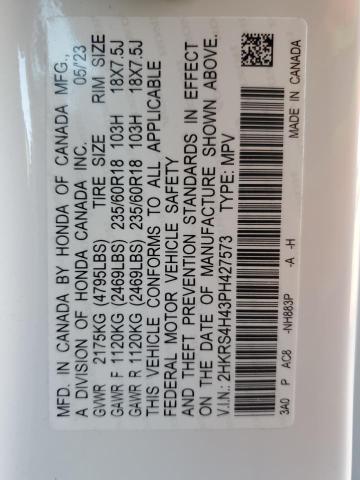 MFD. IN CANADA BY HONDA OF CANADA MFG.,
A DIVISION OF HONDA CANADA INC. 05/'23
TIRE SIZE RIM SIZE
GVWR 2175KG (4795LBS)
GAWR F 1120KG (2469LBS) 235/60R18 103H 18X7.5J
GAWR R 1120KG (2469LBS) 235/60R18 103H 18X7.5J
THIS VEHICLE CONFORMS TO ALL APPLICABLE
FEDERAL MOTOR VEHICLE SAFETY
AND THEFT PREVENTION STANDARDS IN EFFECT
ON THE DATE OF MANUFACTURE SHOWN ABOVE.
V.I.N.: 2HKRS4H43PH427573 TYPE: MPV
3A0 P AC8 -NH883P -A -H
MADE IN CANADA